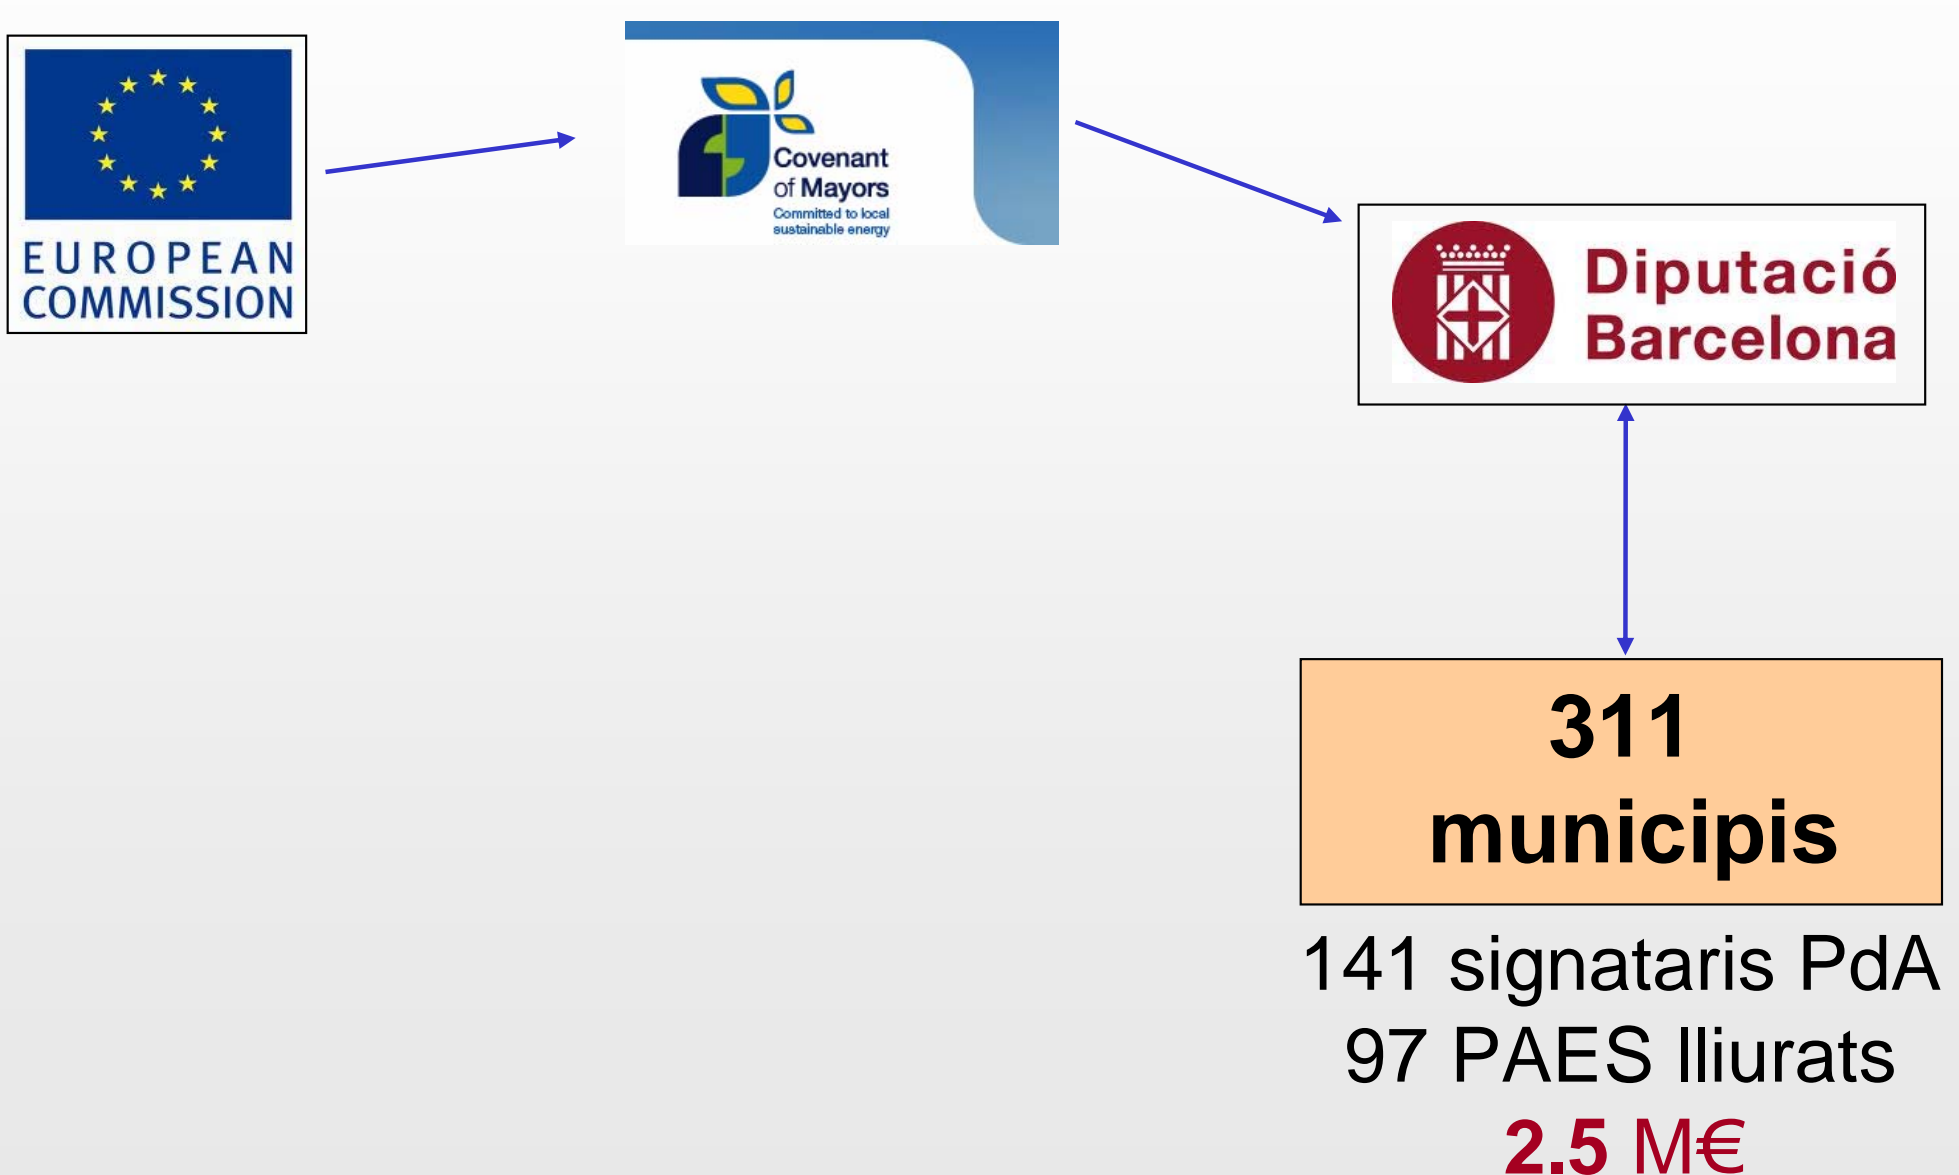 EUROPEAN
COMMISSION
Covenant
of Mayors
Committed to local
sustainable energy
Diputació
Barcelona
311
municipis
141 signataris PdA
97 PAES lliurats
2.5 M€